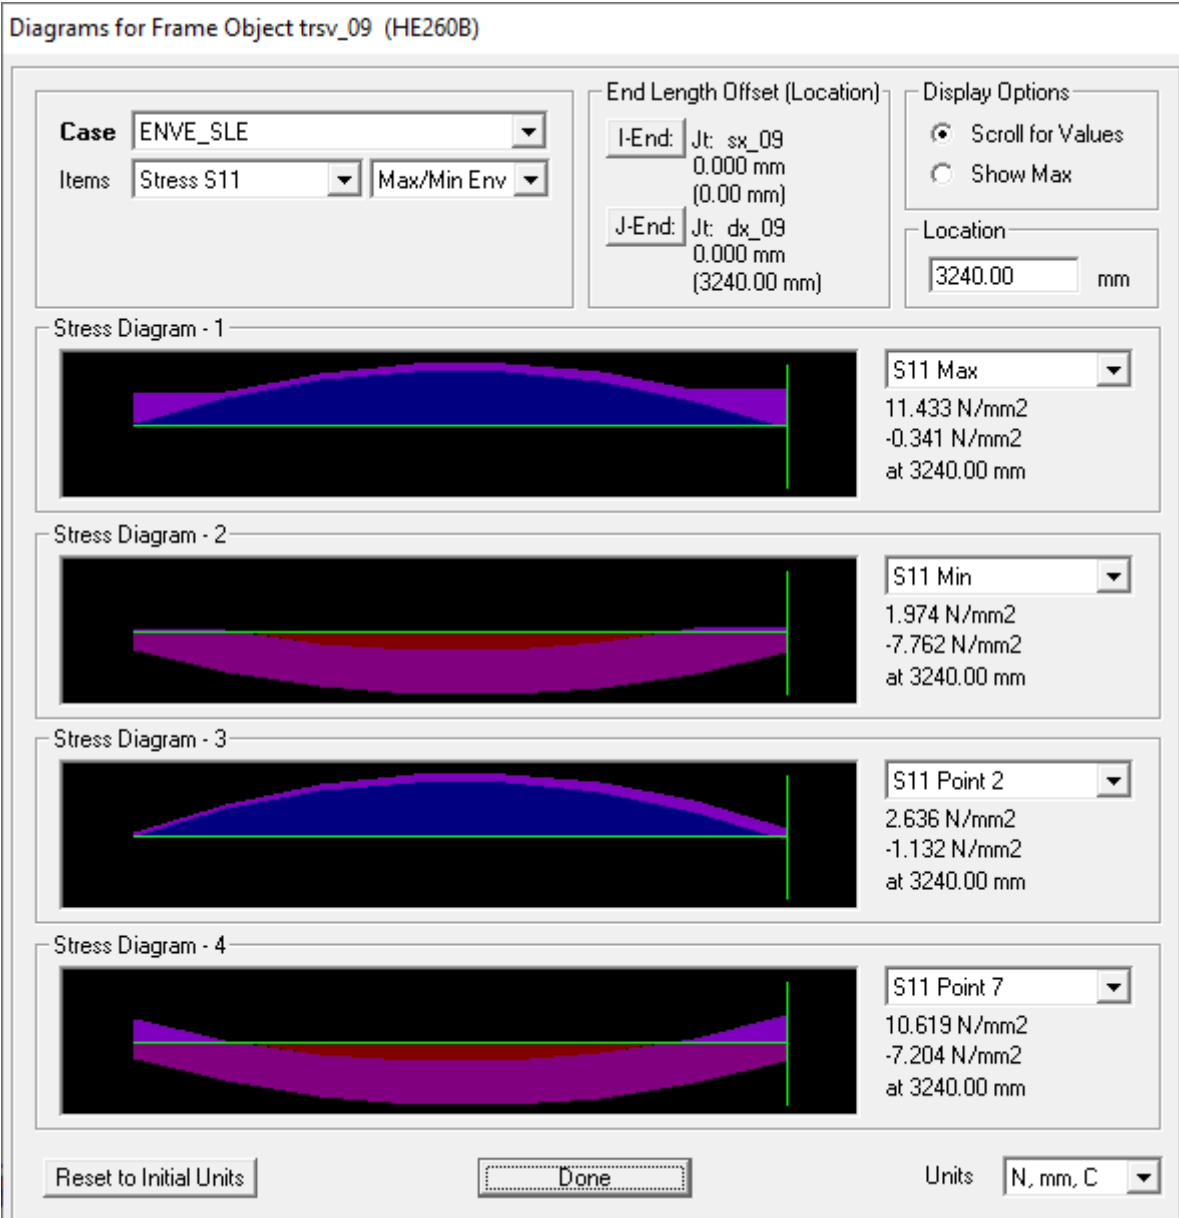 Diagrams for Frame Object trsv_09 (HE260B)
Case ENVE_SLE
Items Stress S11 Max/Min Env
End Length Offset (Location)
I-End: Jt: sx_09
0.000 mm
(0.00 mm)
J-End: Jt: dx_09
0.000 mm
(3240.00 mm)
Display Options
Scroll for Values
Show Max
Location
3240.00 mm
Stress Diagram - 1
S11 Max
11.433 N/mm2
-0.341 N/mm2
at 3240.00 mm
Stress Diagram - 2
S11 Min
1.974 N/mm2
-7.762 N/mm2
at 3240.00 mm
Stress Diagram - 3
S11 Point 2
2.636 N/mm2
-1.132 N/mm2
at 3240.00 mm
Stress Diagram - 4
S11 Point 7
10.619 N/mm2
-7.204 N/mm2
at 3240.00 mm
Reset to Initial Units
Done
Units N, mm, C